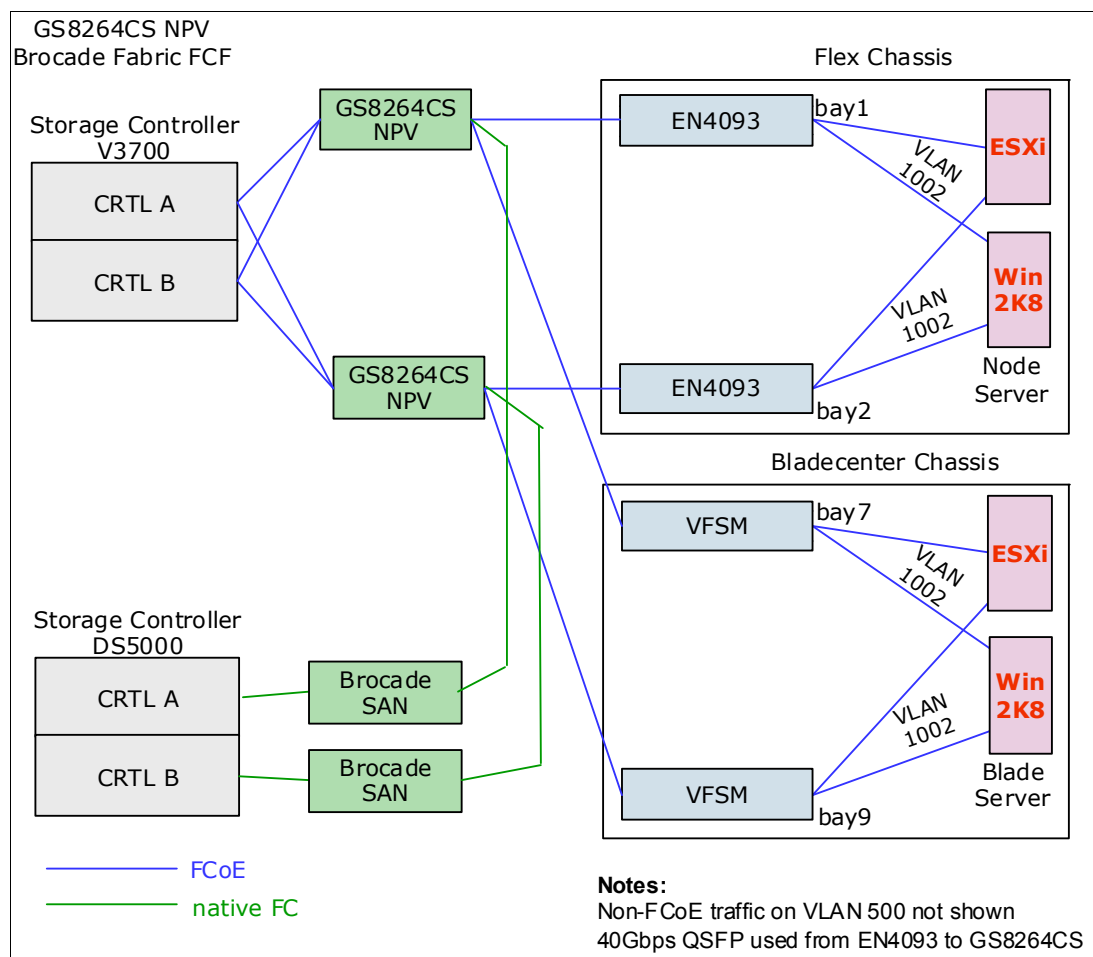 GS8264CS NPV
Brocade Fabric FCF
Storage Controller
V3700
CRTL A
CRTL B
GS8264CS
NPV
GS8264CS
NPV
Flex Chassis
EN4093
bay1
VLAN
1002
ESXi
Win
2K8
VLAN
1002
Node
Server
EN4093
bay2
Bladecenter Chassis
VFSM
bay7
VLAN
1002
ESXi
Win
2K8
VLAN
1002
Blade
Server
VFSM
bay9
Storage Controller
DS5000
CRTL A
CRTL B
Brocade
SAN
Brocade
SAN
FCoE
native FC
Notes:
Non-FCoE traffic on VLAN 500 not shown
40Gbps QSFP used from EN4093 to GS8264CS